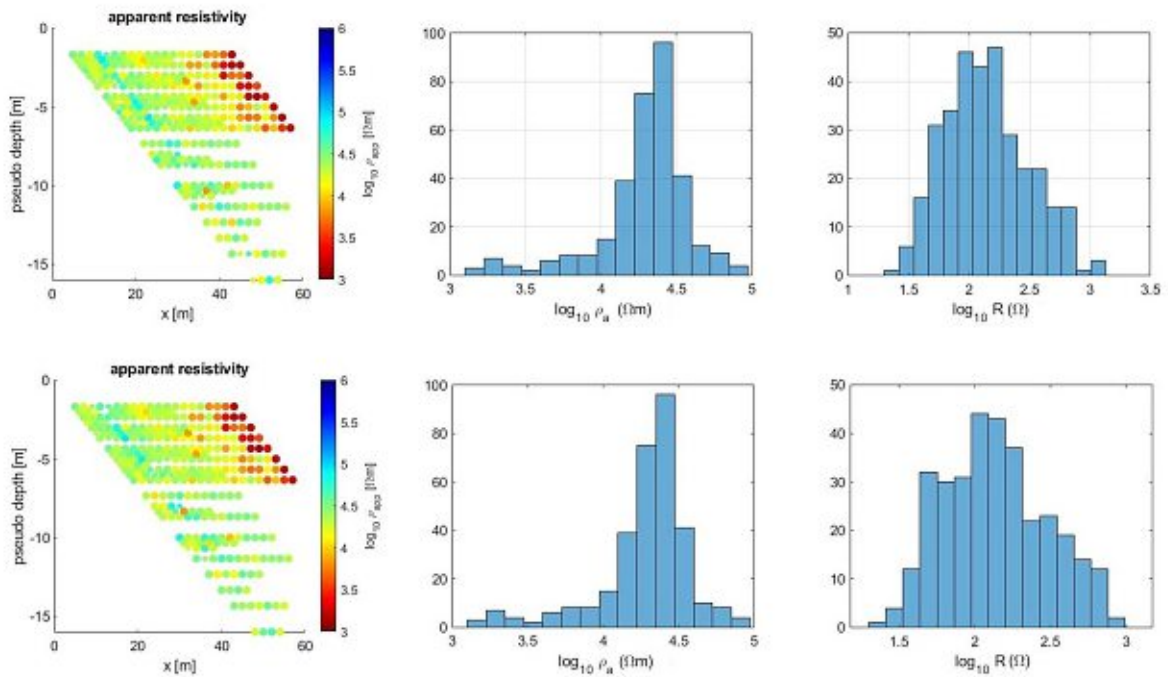 apparent resistivity
0
-5
-10
-15
pseudo depth [m]
0 20 40 60
x [m]
6
5.5
5
4.5
4
3.5
3
log10 ρapp [Ωm]
100
80
60
40
20
0
3 3.5 4 4.5 5
log10 ρa (Ωm)
50
40
30
20
10
0
1 1.5 2 2.5 3 3.5
log10 R (Ω)
apparent resistivity
0
-5
-10
-15
pseudo depth [m]
0 20 40 60
x [m]
6
5.5
5
4.5
4
3.5
3
log10 ρapp [Ωm]
100
80
60
40
20
0
3 3.5 4 4.5 5
log10 ρa (Ωm)
50
40
30
20
10
0
1.5 2 2.5 3
log10 R (Ω)